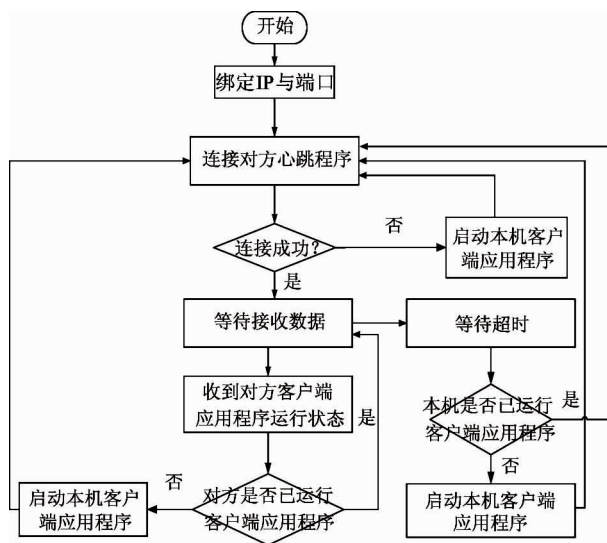 开始
绑定IP与端口
连接对方心跳程序
连接成功?
否
启动本机客户
端应用程序
是
等待接收数据
等待超时
收到对方客户端
应用程序运行状态
是
本机是否已运行
客户端应用程序
是
否
对方是否已运行
客户端应用程序
否
启动本机客户
端应用程序
启动本机客户端
应用程序